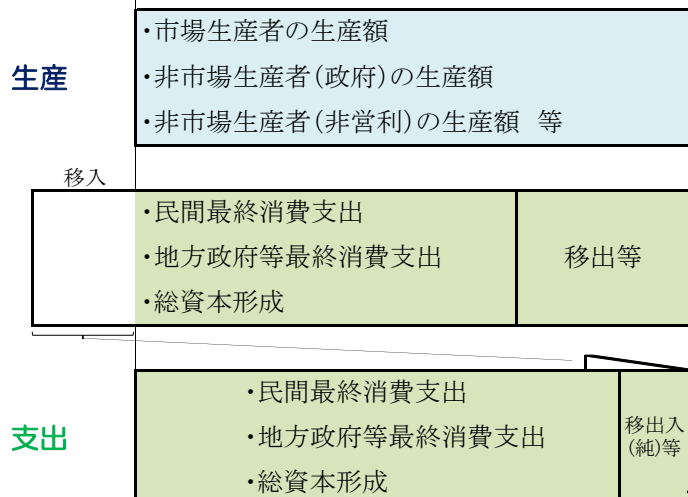 ・市場生産者の生産額
生産
・非市場生産者(政府)の生産額
・非市場生産者(非営利)の生産額 等
移入
・民間最終消費支出
・地方政府等最終消費支出
移出等
・総資本形成
・民間最終消費支出
支出
・地方政府等最終消費支出
移出入
(純)等
・総資本形成